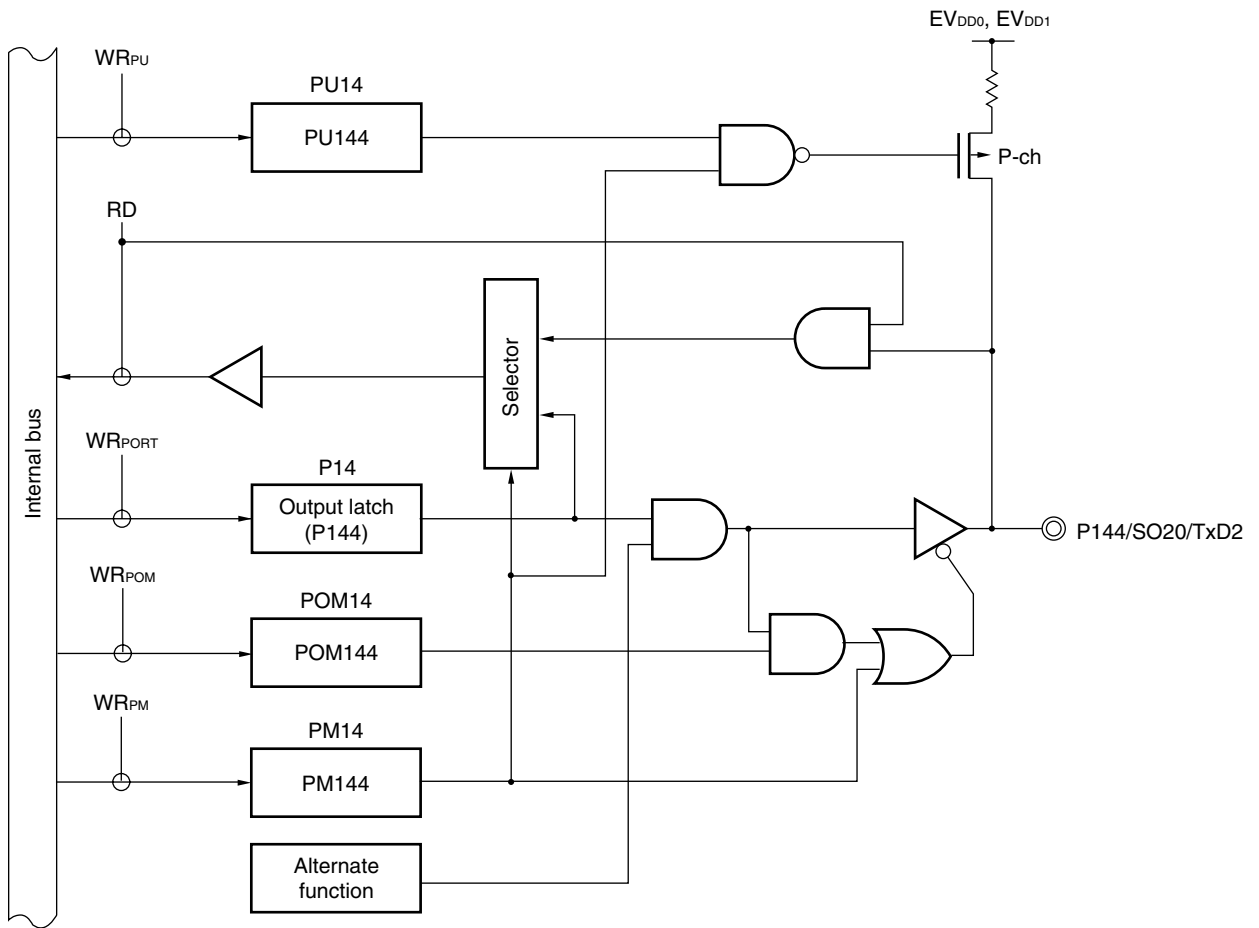 EVDD0, EVDD1
WRPU
PU14
PU144
P-ch
RD
Selector
Internal bus
WRPORT
P14
Output latch
(P144)
P144/SO20/TxD2
WRPOM
POM14
POM144
WRPM
PM14
PM144
Alternate
function